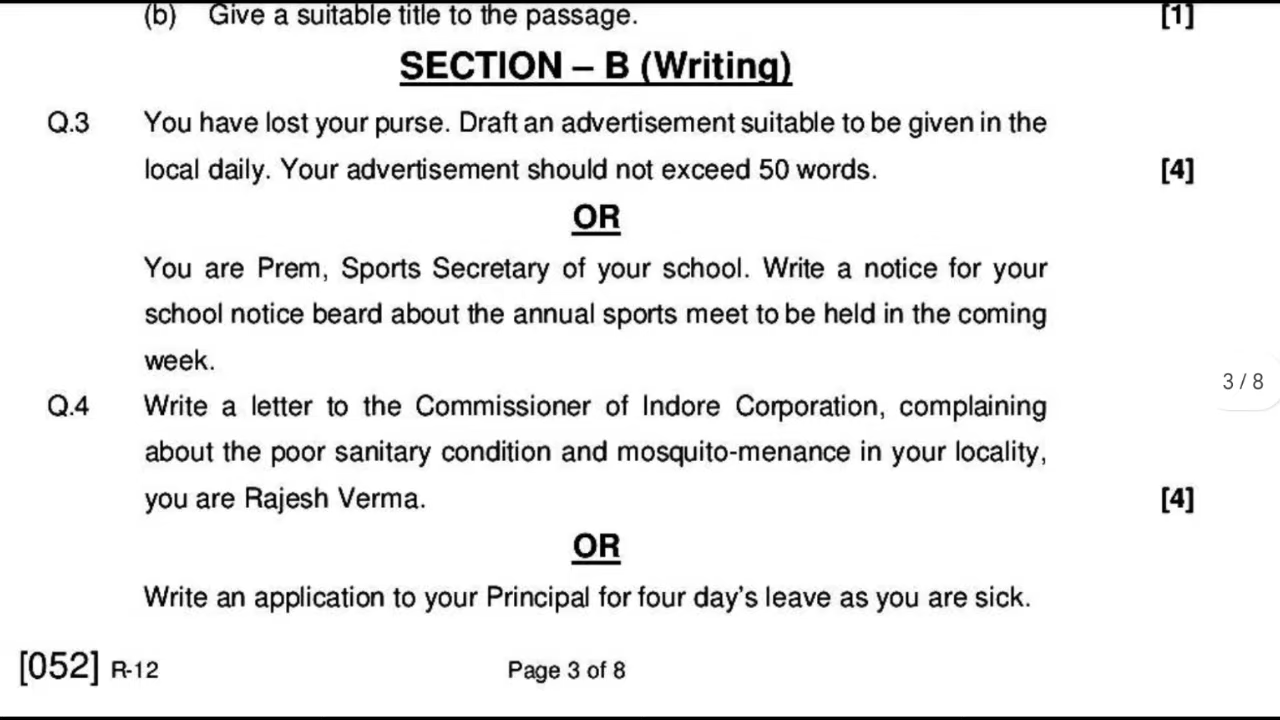 (b) Give a suitable title to the passage. [1]
SECTION – B (Writing)
Q.3 You have lost your purse. Draft an advertisement suitable to be given in the
local daily. Your advertisement should not exceed 50 words. [4]
OR
You are Prem, Sports Secretary of your school. Write a notice for your
school notice beard about the annual sports meet to be held in the coming
week.
3 / 8
Q.4 Write a letter to the Commissioner of Indore Corporation, complaining
about the poor sanitary condition and mosquito-menance in your locality,
you are Rajesh Verma. [4]
OR
Write an application to your Principal for four day's leave as you are sick.
[052] R-12 Page 3 of 8